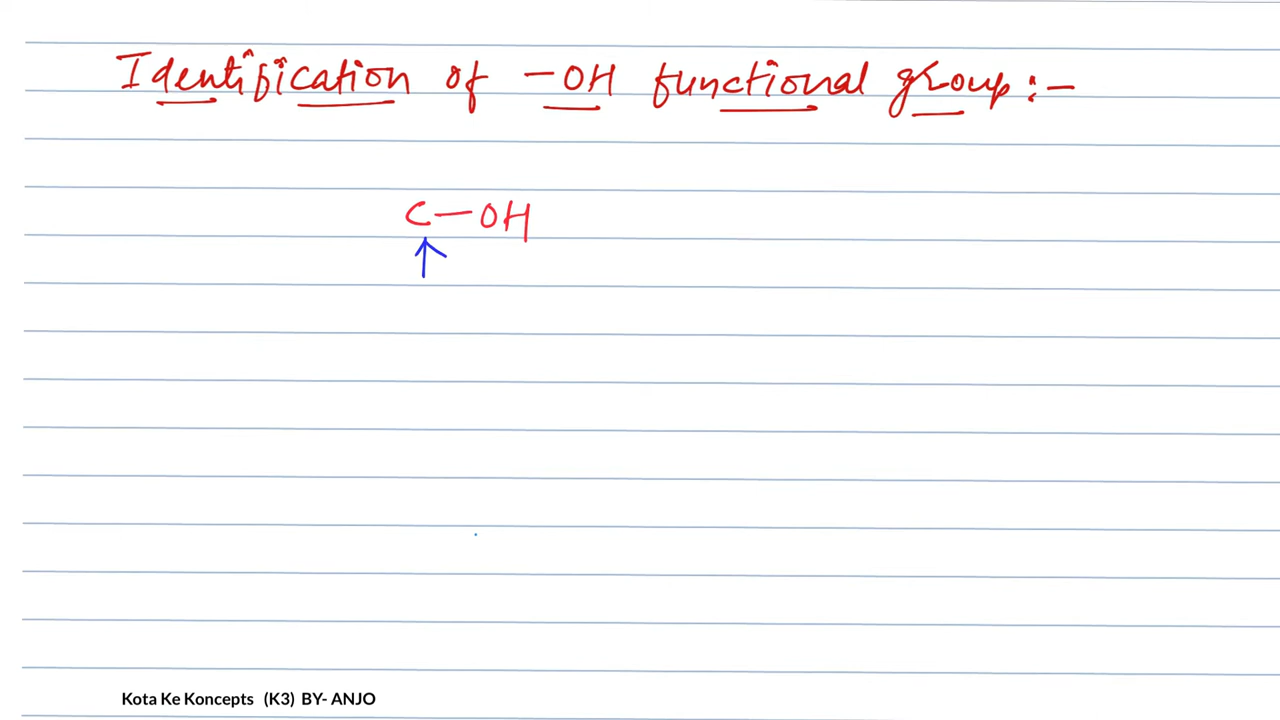 Identification of -OH functional group :-
C-OH
Kota Ke Koncepts (K3) BY- ANJO